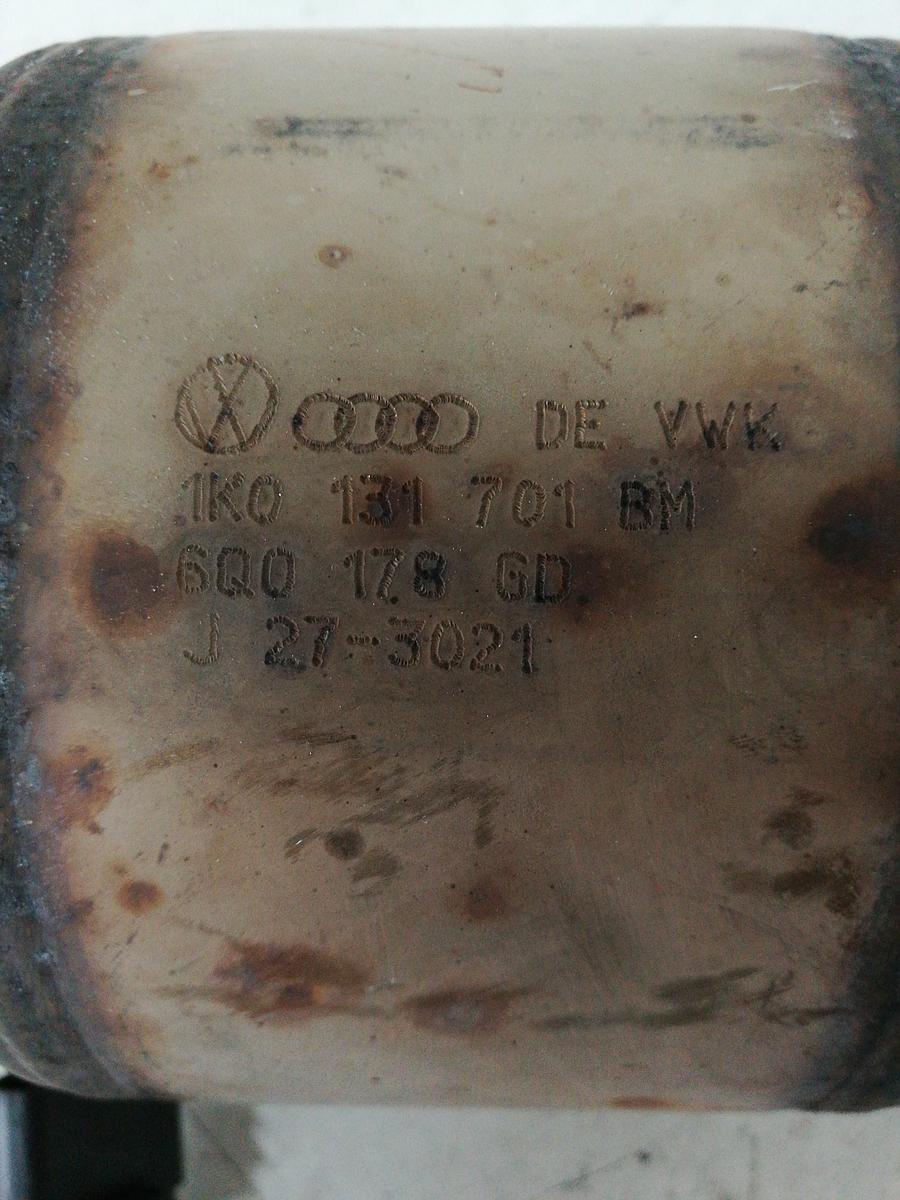 DE VWK
1K0 131 701 BM
6Q0 178 GD
J 27-3021